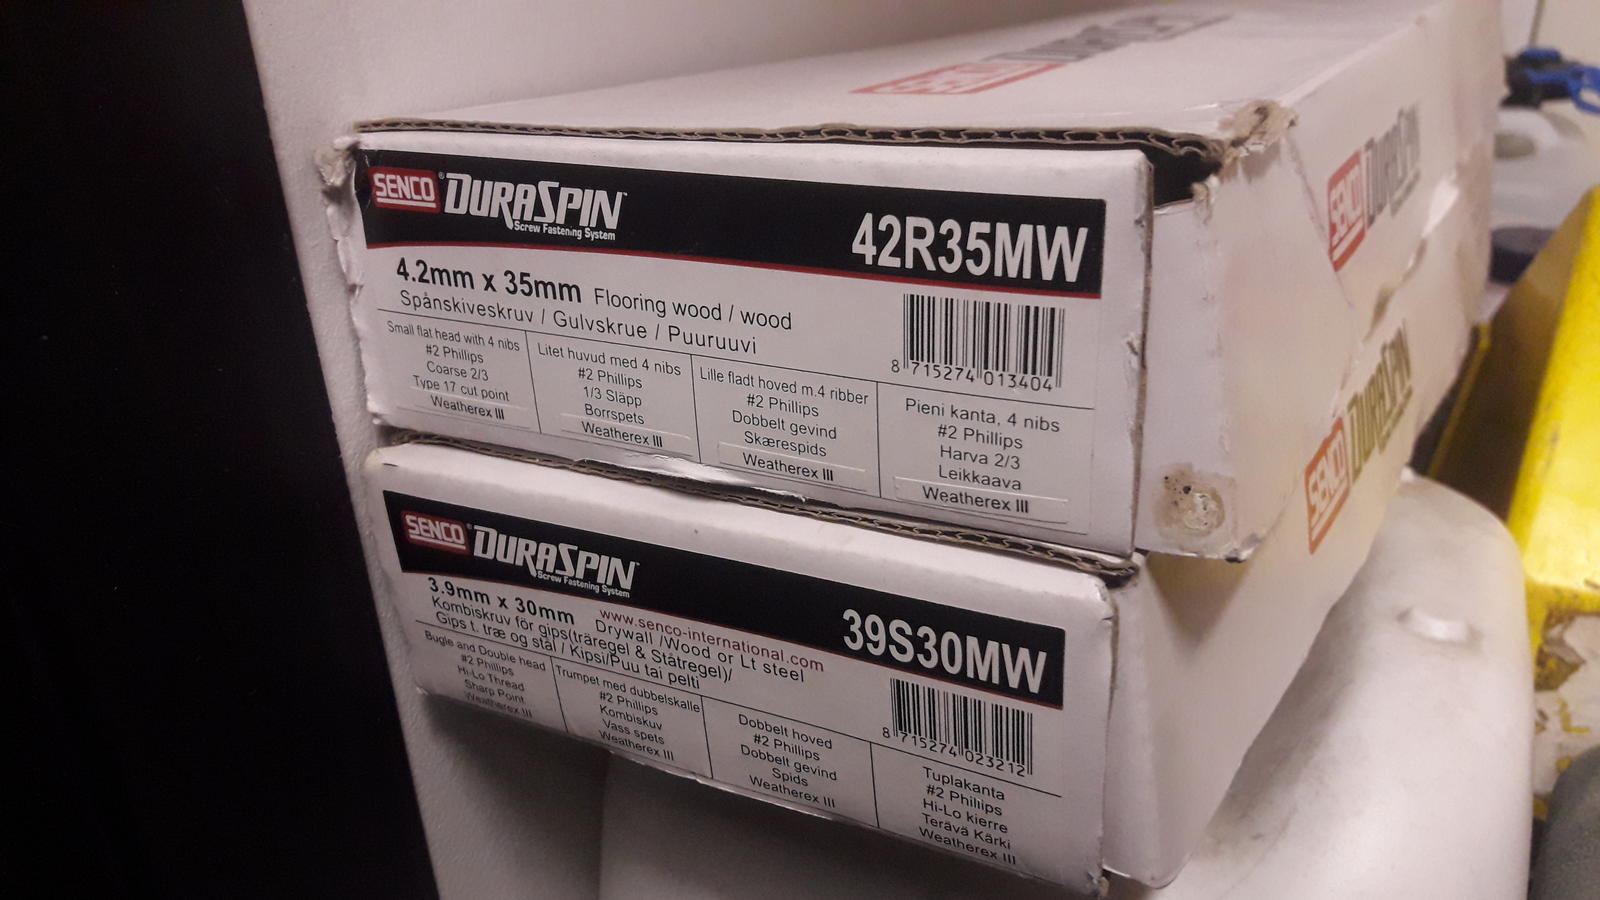 SENCO DURASPIN
SENCO® DURASPIN™
Screw Fastening System
42R35MW
4.2mm x 35mm Flooring wood / wood
Spånskiveskruv / Gulvskrue / Puuruuvi
8 715274 013404
Small flat head with 4 nibs
#2 Phillips
Coarse 2/3
Type 17 cut point
Weatherex III
Litet huvud med 4 nibs
#2 Phillips
1/3 Släpp
Borrspets
Weatherex III
Lille fladt hoved m.4 ribber
#2 Phillips
Dobbelt gevind
Skærespids
Weatherex III
Pieni kanta, 4 nibs
#2 Phillips
Harva 2/3
Leikkaava
Weatherex III
SENCO DURASPIN
SENCO DURASPIN
SENCO® DURASPIN™
Screw Fastening System
39S30MW
3.9mm x 30mm www.senco-international.com
Kombiskruv för gips(träregel & Ståtregel)/ Drywall /Wood or Lt steel
Gips t. træ og stål / Kipsi/Puu tai pelti
8 715274 023212
Bugle and Double head
#2 Phillips
Hi-Lo Thread
Sharp Point
Weatherex III
Trumpet med dubbelskalle
#2 Phillips
Kombiskuv
Vass spets
Weatherex III
Dobbelt hoved
#2 Phillips
Dobbelt gevind
Spids
Weatherex III
Tuplakanta
#2 Phillips
Hi-Lo kierre
Terävä Kärki
Weatherex III